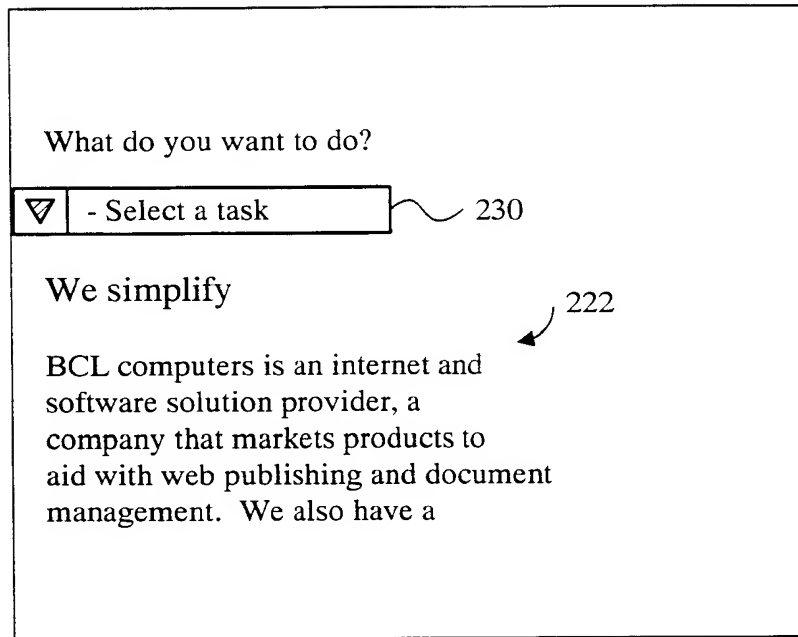 What do you want to do?
- Select a task
230
We simplify
222
BCL computers is an internet and
software solution provider, a
company that markets products to
aid with web publishing and document
management. We also have a